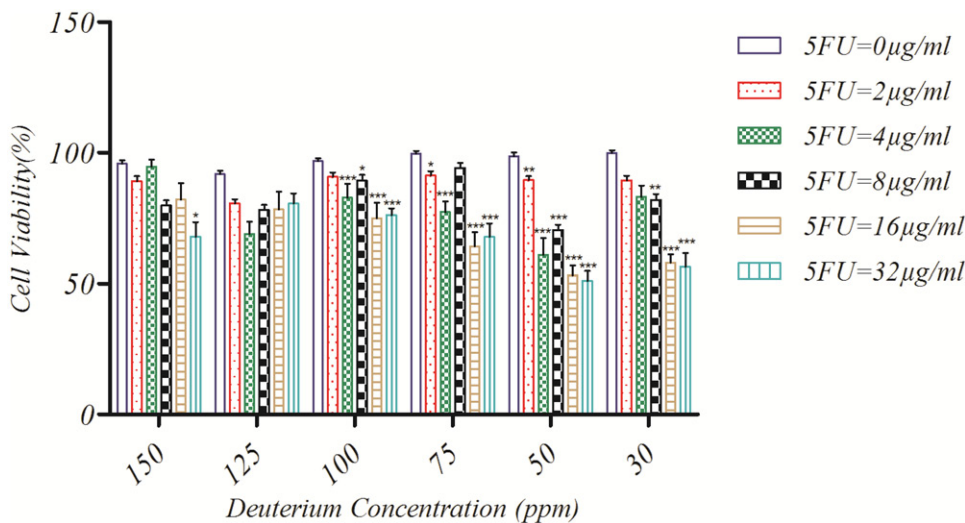 150
100
50
0
Cell Viability(%)
* *** * *** *** * *** *** *** ** *** *** *** *** ** *** ***
150 125 100 75 50 30
Deuterium Concentration (ppm)
5FU=0µg/ml
5FU=2µg/ml
5FU=4µg/ml
5FU=8µg/ml
5FU=16µg/ml
5FU=32µg/ml